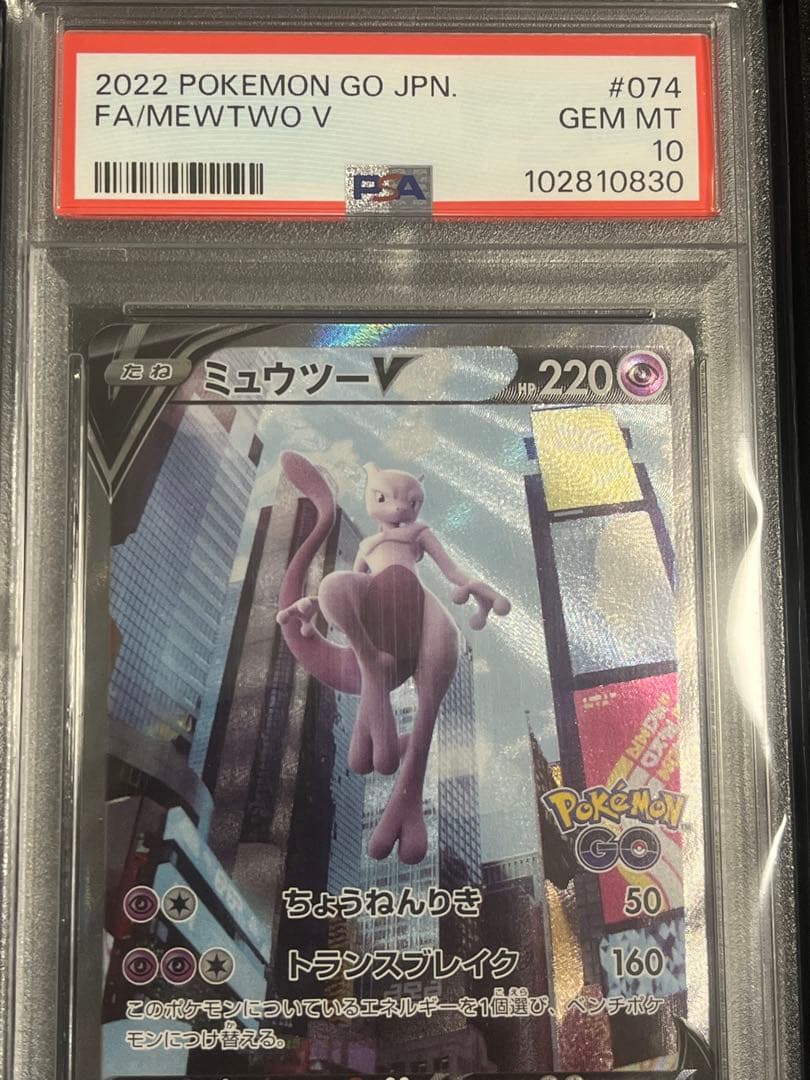 2022 POKEMON GO JPN. #074
FA/MEWTWO V GEM MT
10
PSA 102810830
たね ミュウツーV HP 220
Pokémon
GO
ちょうねんりき 50
トランスブレイク 160
このポケモンについているエネルギーを1個選び、ベンチポケ
モンにつけ替える。